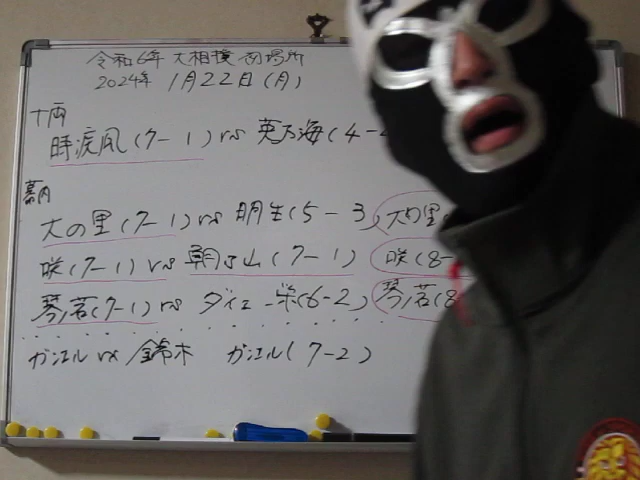 令和6年 大相撲 初場所
2024年 1月22日(月)
十両
時疾風(7-1) vs 英乃海(4-4
幕内
大の里(7-1) vs 明生(5-3) 大の里
咲(7-1) vs 朝乃山(7-1) 咲(8-
琴ノ若(7-1) vs ダイエー栄(6-2) 琴ノ若(8
ガエル vs 鈴木 ガエル(7-2)